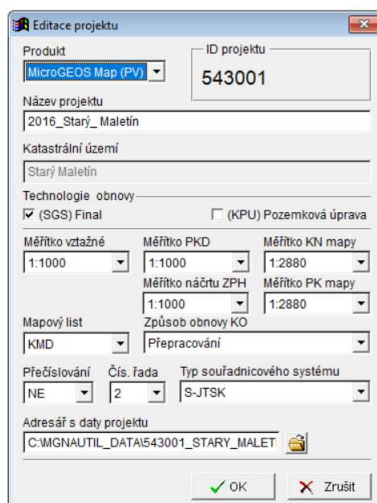 Editace projektu
Produkt
ID projektu
MicroGEOS Map (PV)
543001
Název projektu
2016_Starý_ Maletín
Katastrální území
Starý Maletín
Technologie obnovy
(SGS) Final
(KPU) Pozemková úprava
Měřítko vztažné
Měřítko PKD
Měřítko KN mapy
1:1000
1:1000
1:2880
Měřítko náčrtu ZPH
Měřítko PK mapy
1:1000
1:2880
Mapový list
Způsob obnovy KO
KMD
Přepracování
Přečíslování
Čís. řada
Typ souřadnicového systému
NE
2
S-JTSK
Adresář s daty projektu
C:\MGNAUTIL_DATA\543001_STARY_MALET
OK
Zrušit